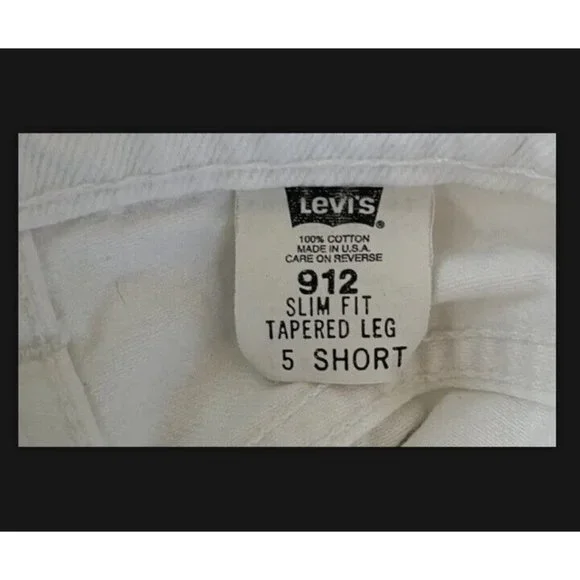 Levi's®
100% COTTON
MADE IN U.S.A.
CARE ON REVERSE
912
SLIM FIT
TAPERED LEG
5 SHORT